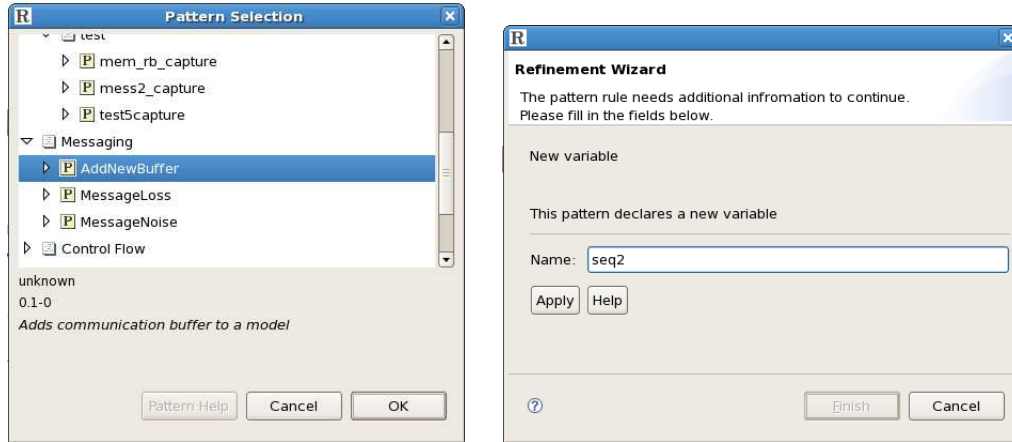 R Pattern Selection
test
P mem_rb_capture
P mess2_capture
P test5capture
Messaging
P AddNewBuffer
P MessageLoss
P MessageNoise
Control Flow
unknown
0.1-0
Adds communication buffer to a model
Pattern Help Cancel OK
R
Refinement Wizard
The pattern rule needs additional infromation to continue.
Please fill in the fields below.
New variable
This pattern declares a new variable
Name: seq2
Apply Help
? Finish Cancel